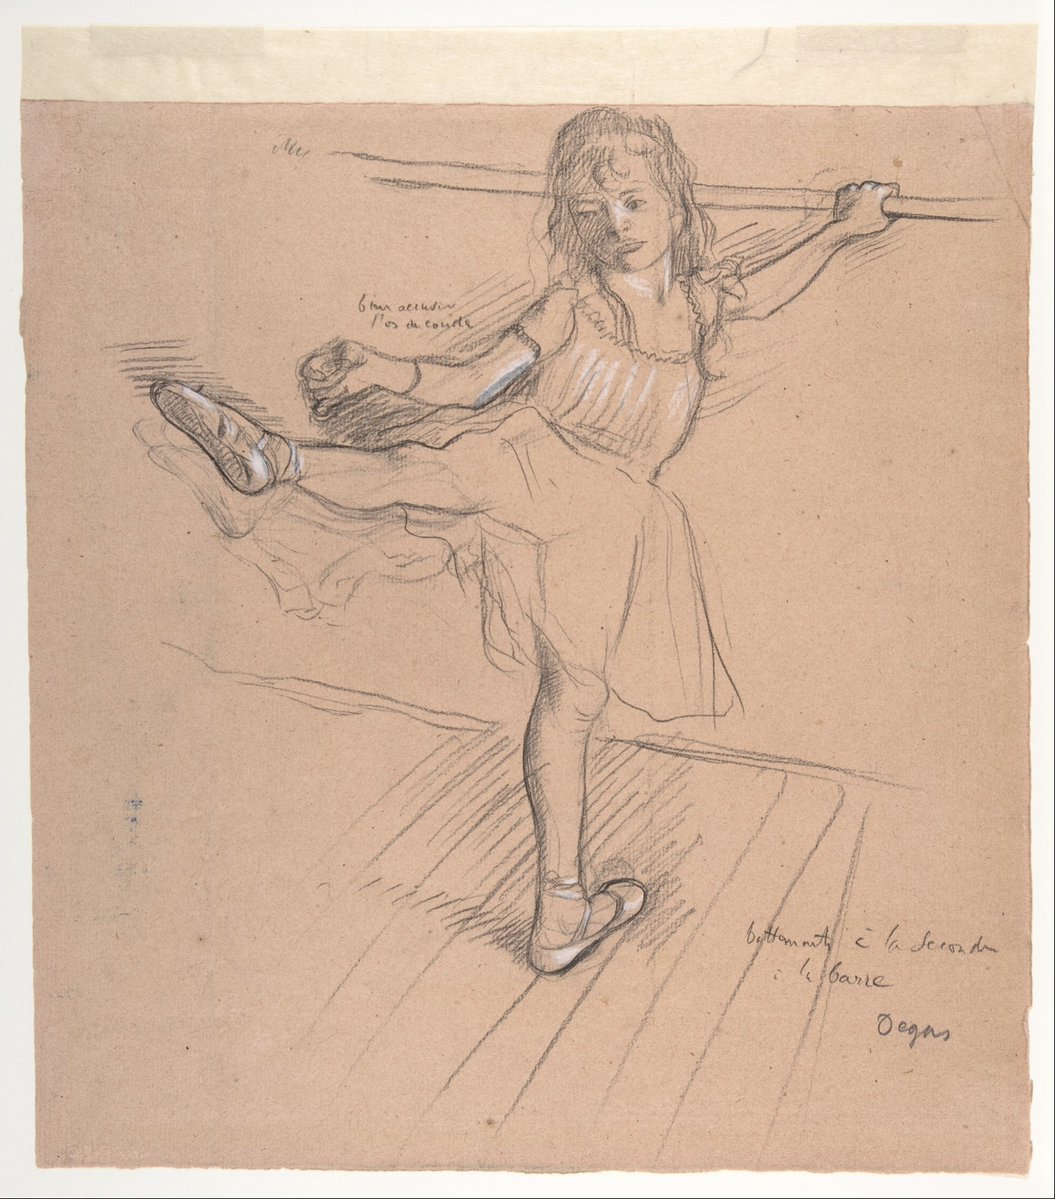 bien accuser
l'os du coude
battements à la seconde
à la barre
Degas